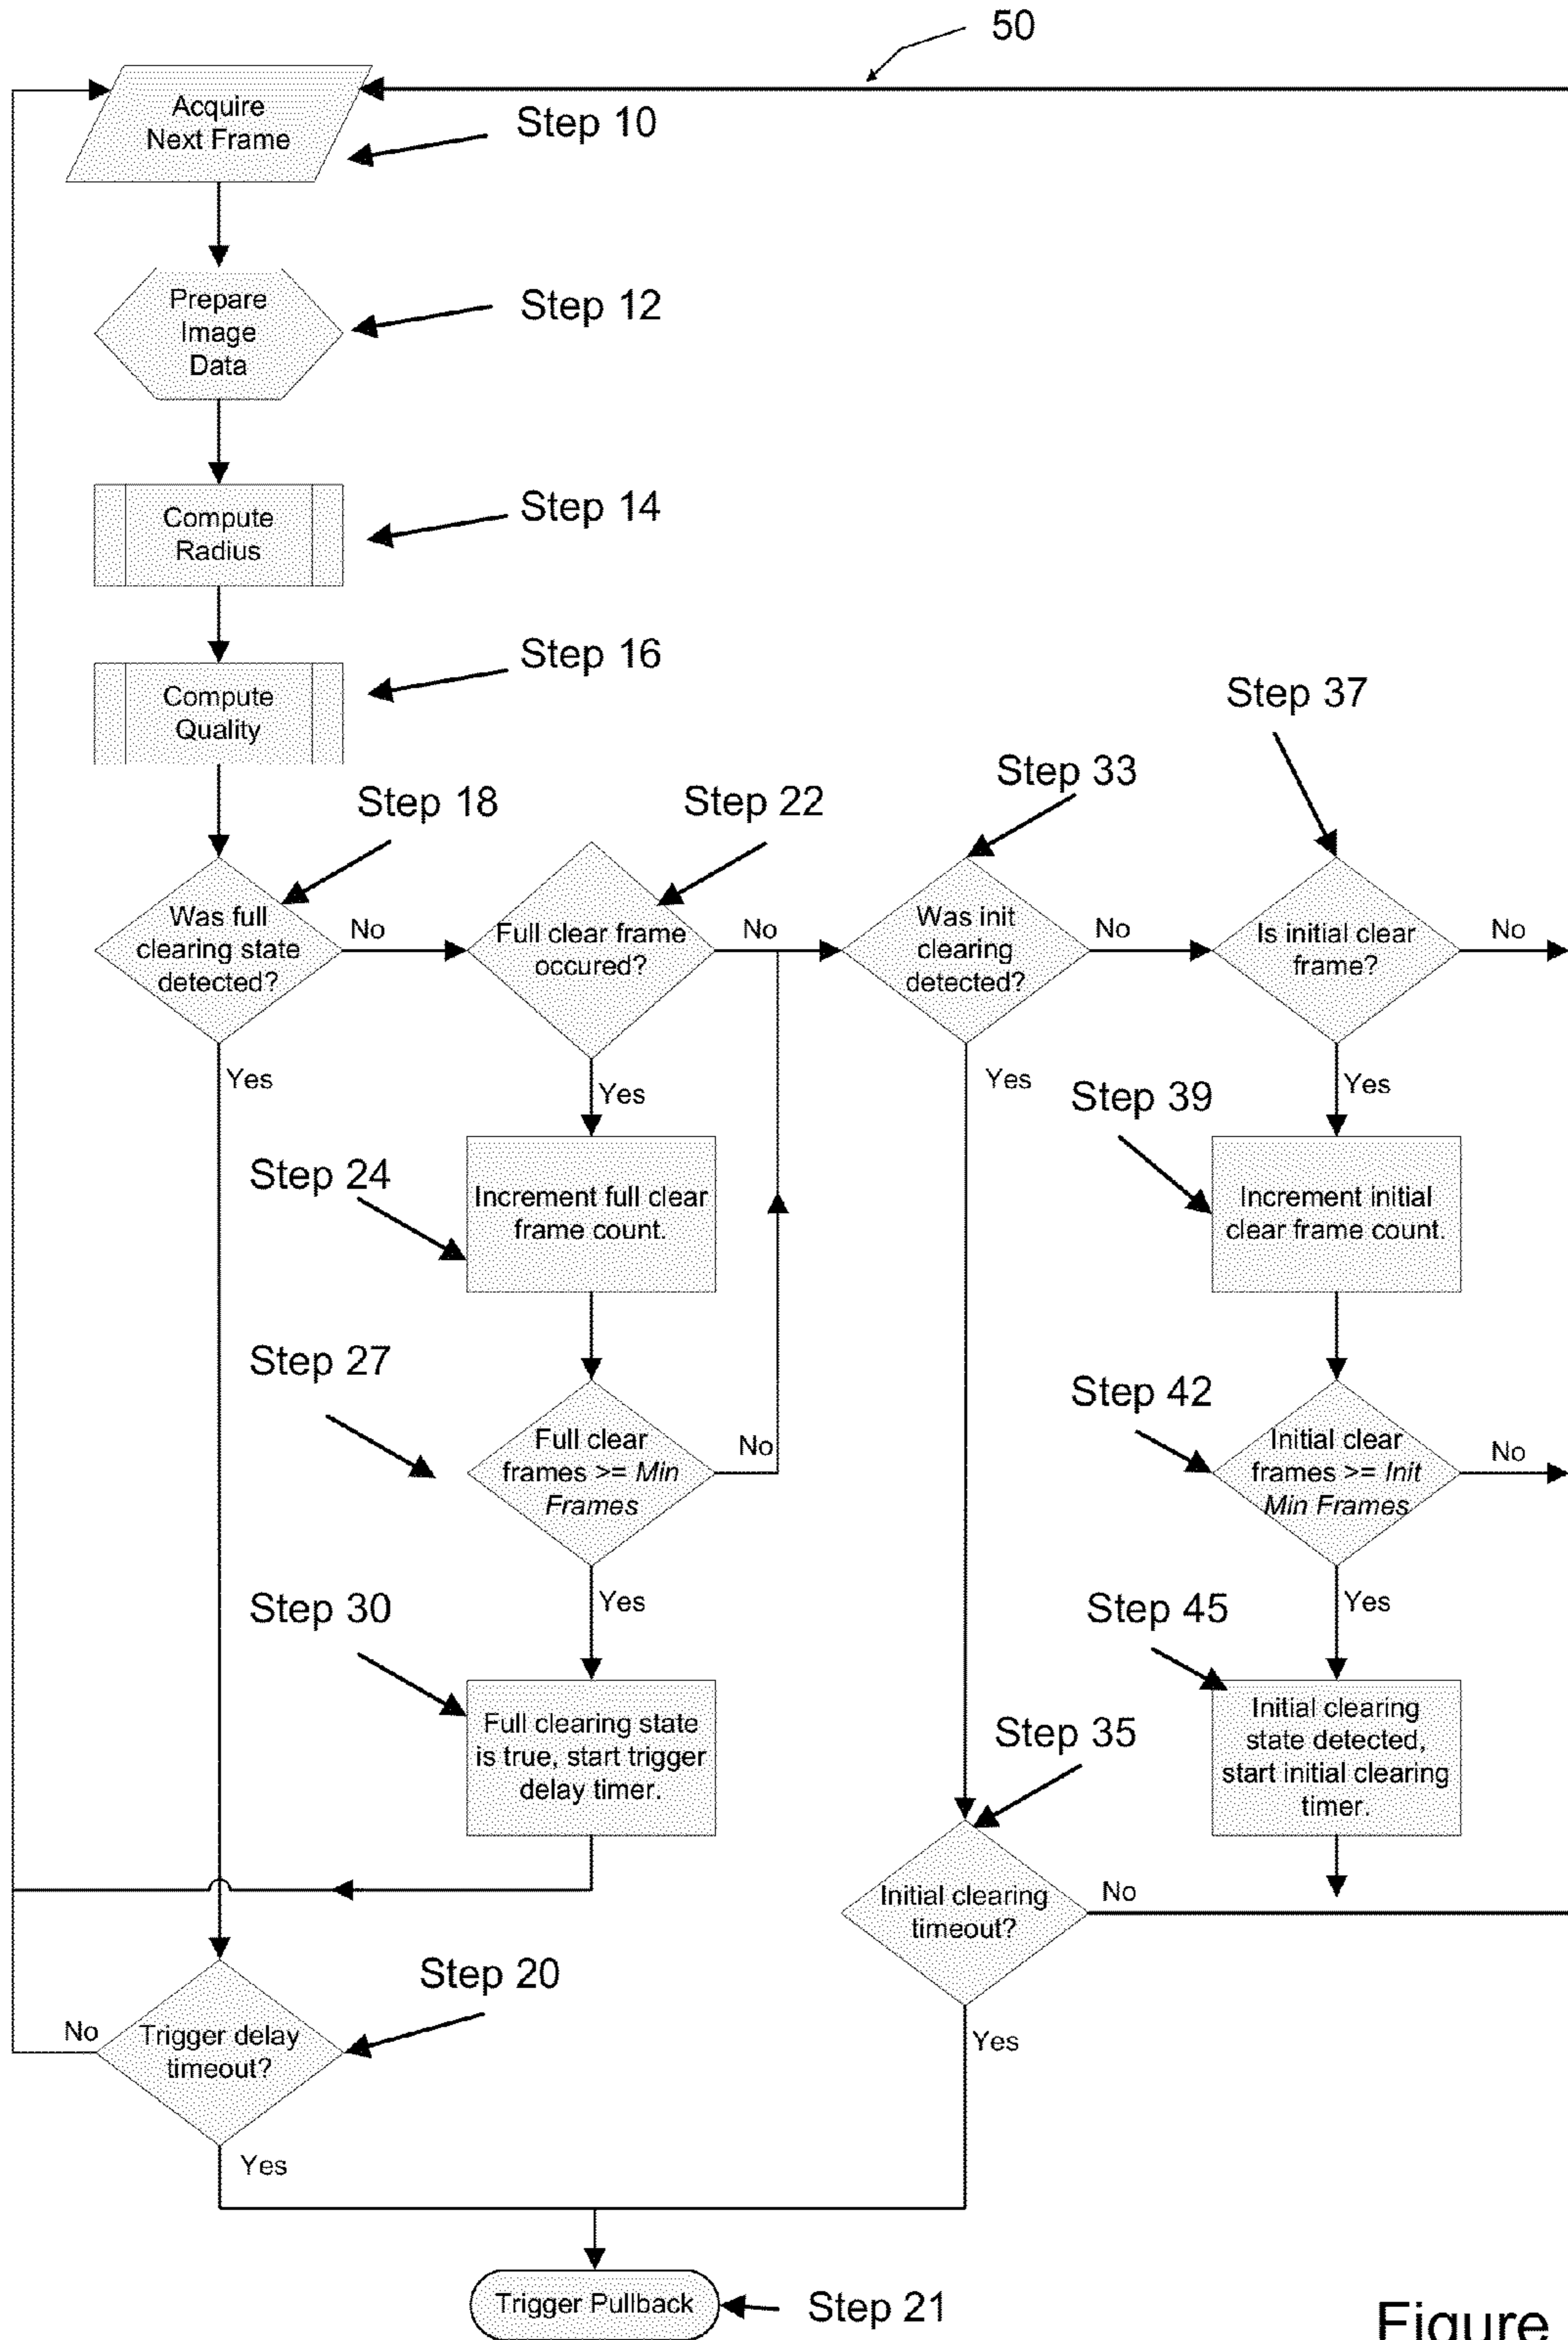 50
Acquire
Next Frame
Step 10
Prepare
Image
Data
Step 12
Compute
Radius
Step 14
Compute
Quality
Step 16
Step 37
Step 33
Step 18
Step 22
Was full
clearing state
detected?
No
Full clear frame
occured?
No
Was init
clearing
detected?
No
Is initial clear
frame?
No
Yes
Yes
Yes
Yes
Step 39
Step 24
Increment full clear
frame count.
Increment initial
clear frame count.
Step 27
Step 42
Full clear
frames >= Min
Frames
No
Initial clear
frames >= Init
Min Frames
No
Yes
Yes
Step 30
Step 45
Full clearing state
is true, start trigger
delay timer.
Initial clearing
state detected,
start initial clearing
timer.
Step 35
Initial clearing
timeout?
No
Step 20
No
Trigger delay
timeout?
Yes
Yes
Trigger Pullback
Step 21
Figure